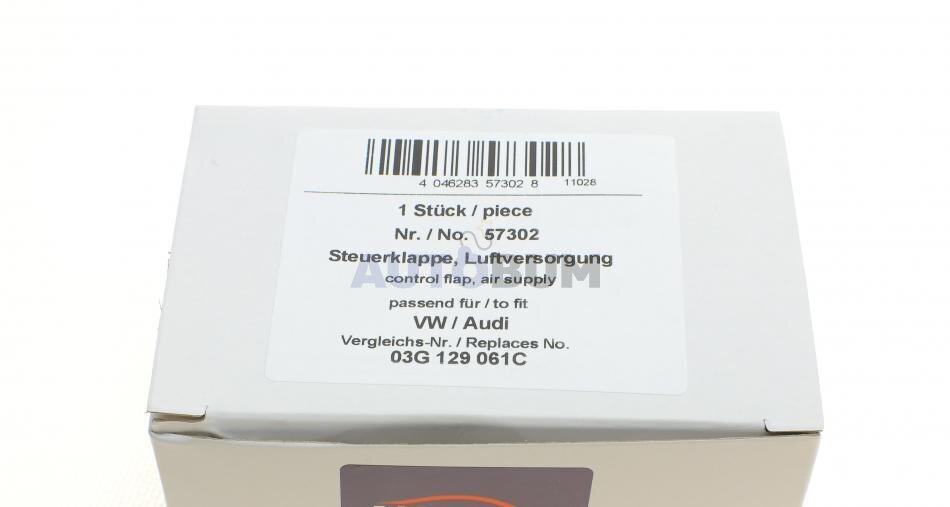 4 046283 57302 8 11028
1 Stück / piece
Nr. / No. 57302
Steuerklappe, Luftversorgung
AUTOBUM
control flap, air supply
passend für / to fit
VW / Audi
Vergleichs-Nr. / Replaces No.
03G 129 061C